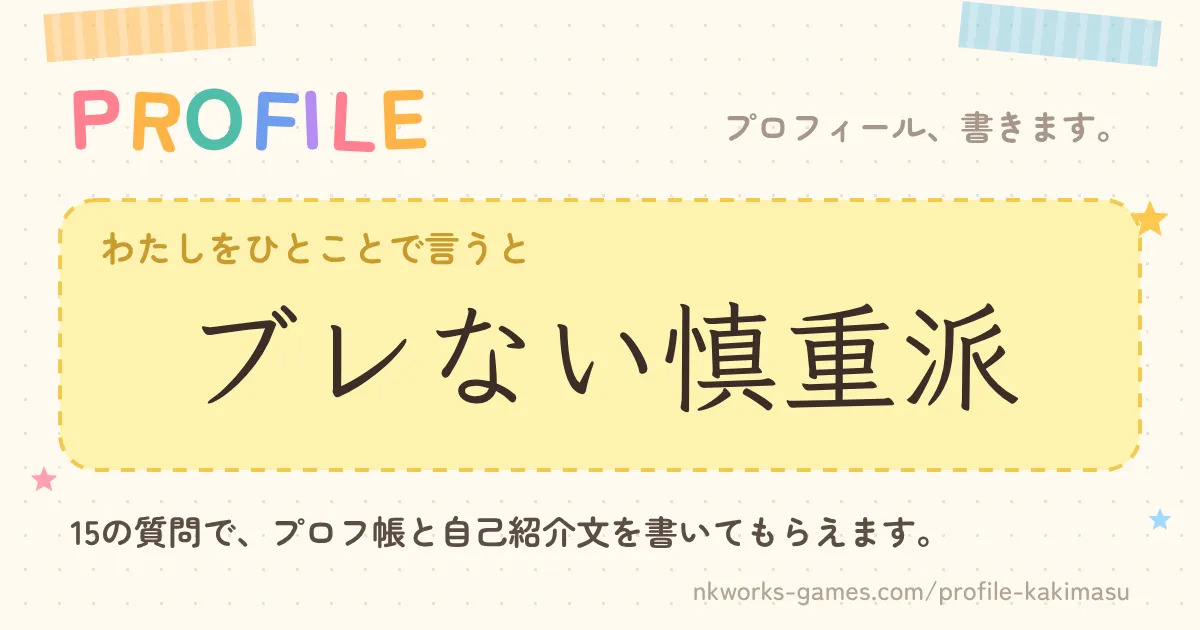 PROFILE
プロフィール、書きます。
わたしをひとことで言うと
ブレない慎重派
15の質問で、プロフ帳と自己紹介文を書いてもらえます。
nkworks-games.com/profile-kakimasu